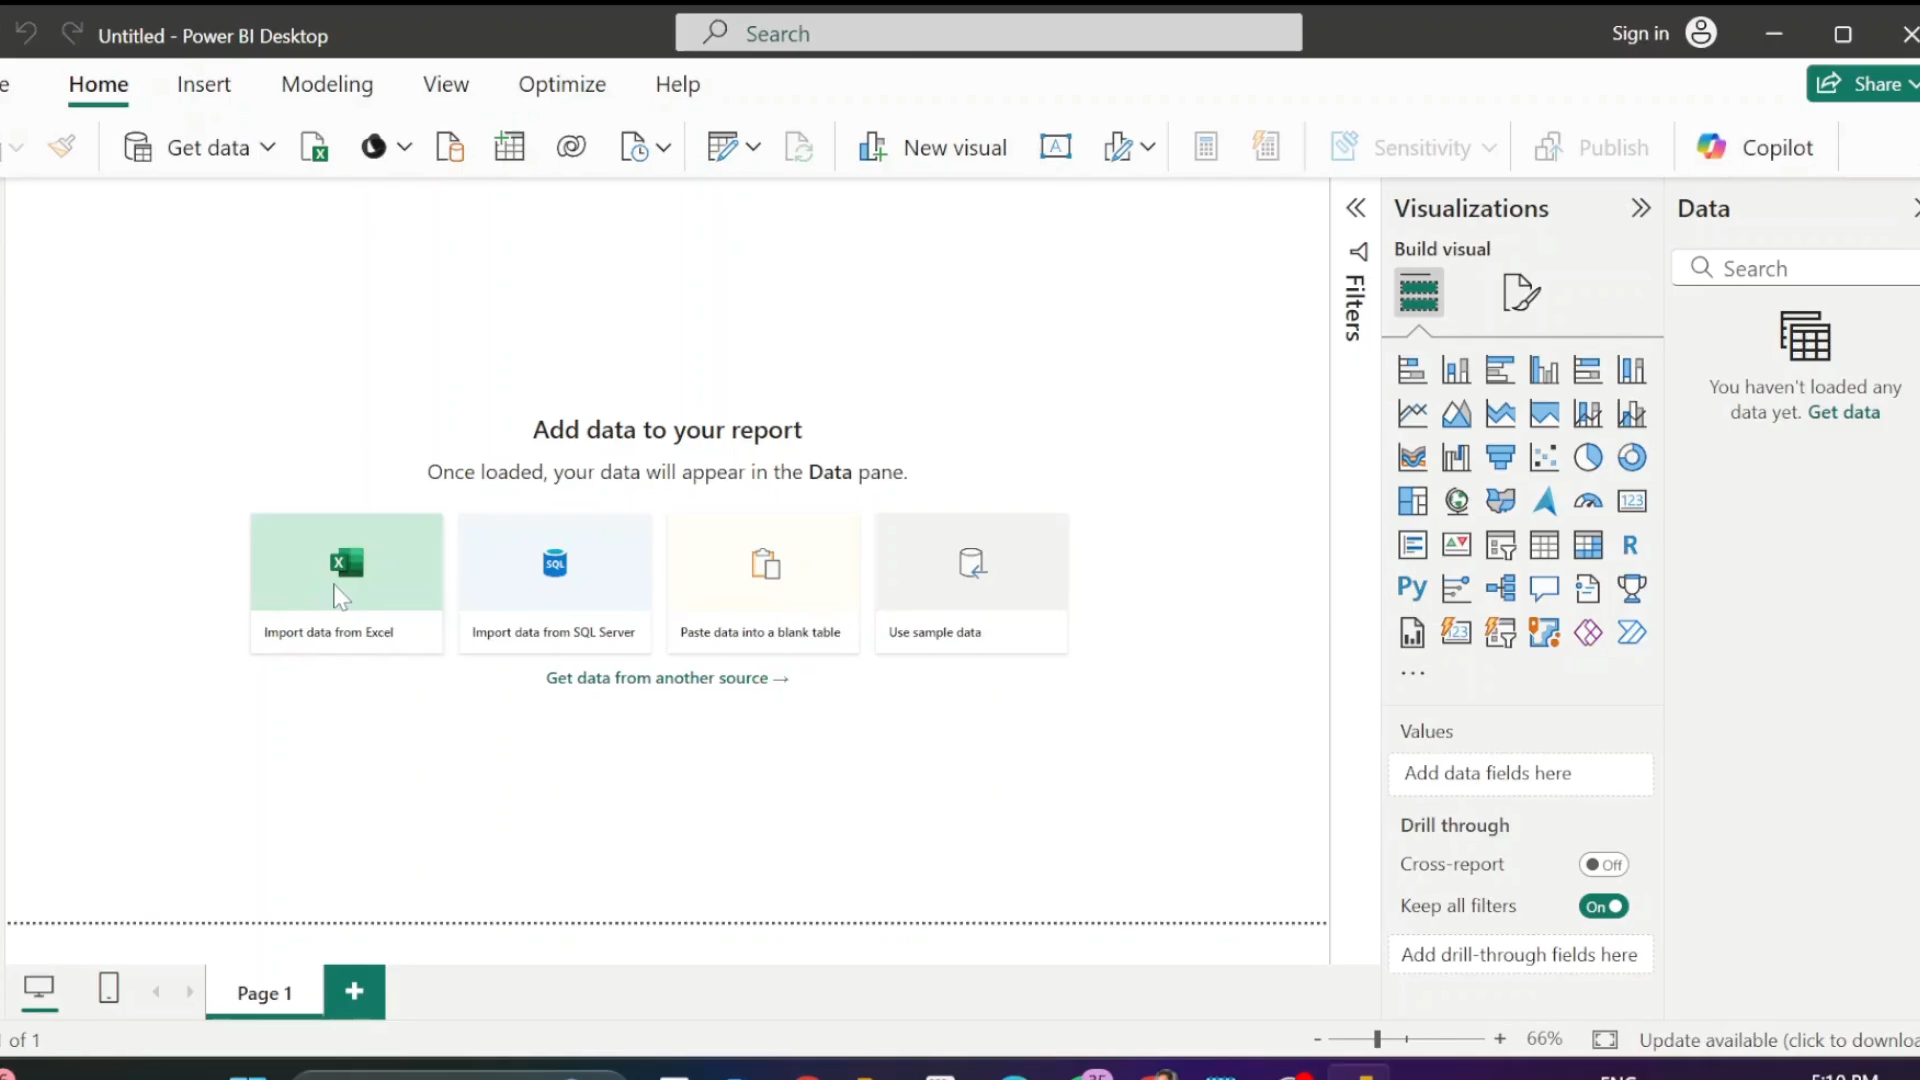 Untitled - Power BI Desktop
Search
Sign in
Home
Insert
Modeling
View
Optimize
Help
Share
Get data
New visual
Sensitivity
Publish
Copilot
Filters
Visualizations
Build visual
Data
Search
You haven't loaded any
data yet. Get data
Add data to your report
Once loaded, your data will appear in the Data pane.
SQL
Import data from Excel
Import data from SQL Server
Paste data into a blank table
Use sample data
Get data from another source →
123
R
Py
123
...
Values
Add data fields here
Drill through
Cross-report
Off
Keep all filters
On
Add drill-through fields here
Page 1
+
of 1
- + 66%
Update available (click to downloa
35